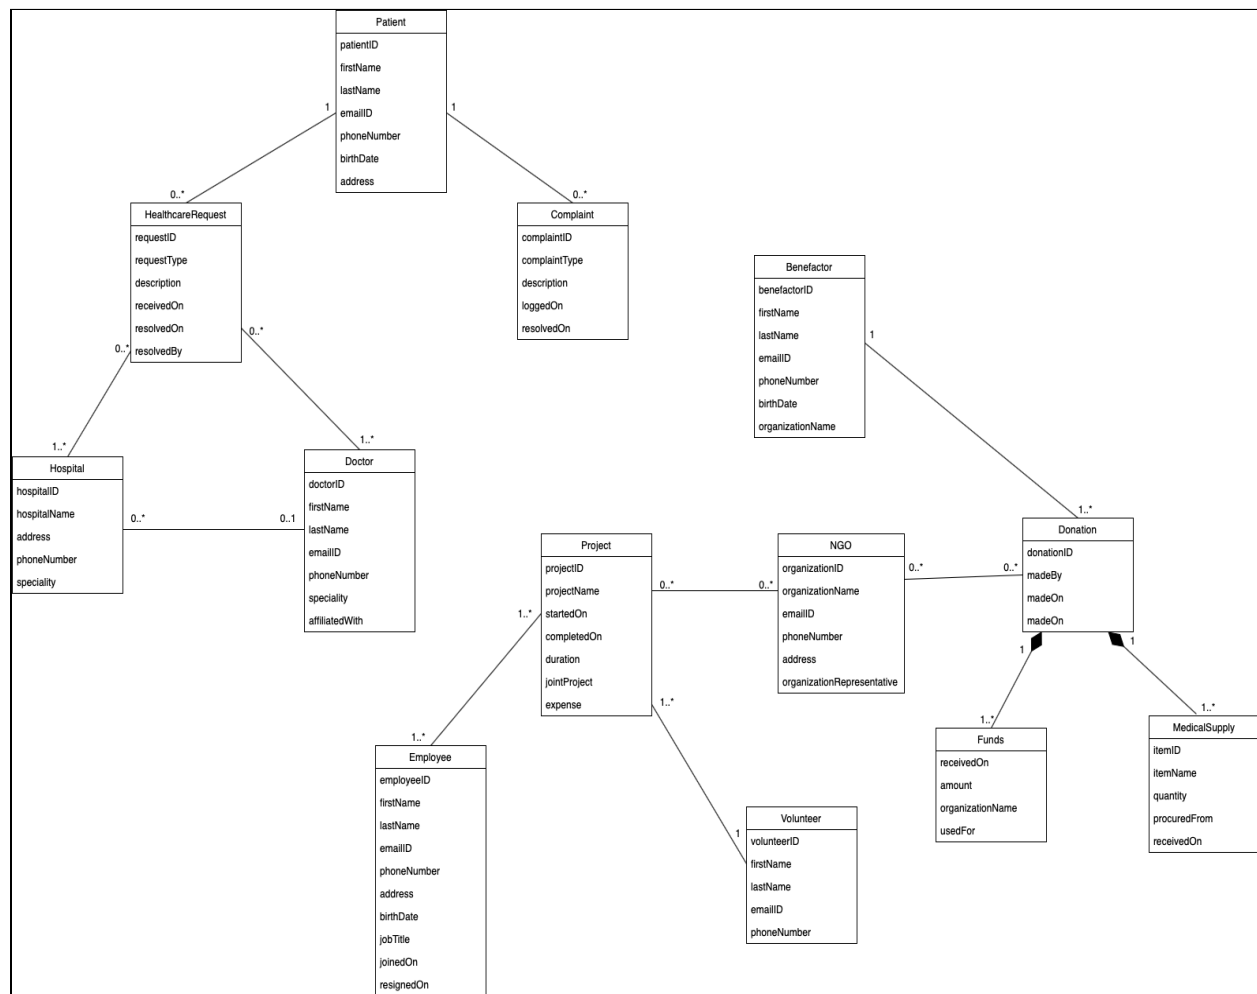 Patient
patientID
firstName
lastName
emailID
phoneNumber
birthDate
address
1
1
0..*
0..*
HealthcareRequest
requestID
requestType
description
receivedOn
resolvedOn
resolvedBy
0..*
0..*
Complaint
complaintID
complaintType
description
loggedOn
resolvedOn
Benefactor
benefactorID
firstName
lastName
emailID
phoneNumber
birthDate
organizationName
1
1..*
1..*
1..*
Hospital
hospitalID
hospitalName
address
phoneNumber
speciality
0..*
0..1
Doctor
doctorID
firstName
lastName
emailID
phoneNumber
speciality
affiliatedWith
Project
projectID
projectName
startedOn
completedOn
duration
jointProject
expense
1..*
0..*
0..*
1..*
NGO
organizationID
organizationName
emailID
phoneNumber
address
organizationRepresentative
0..*
0..*
Donation
donationID
madeBy
madeOn
madeOn
1
1
1..*
1..*
1..*
1
Employee
employeeID
firstName
lastName
emailID
phoneNumber
address
birthDate
jobTitle
joinedOn
resignedOn
Volunteer
volunteerID
firstName
lastName
emailID
phoneNumber
Funds
receivedOn
amount
organizationName
usedFor
MedicalSupply
itemID
itemName
quantity
procuredFrom
receivedOn